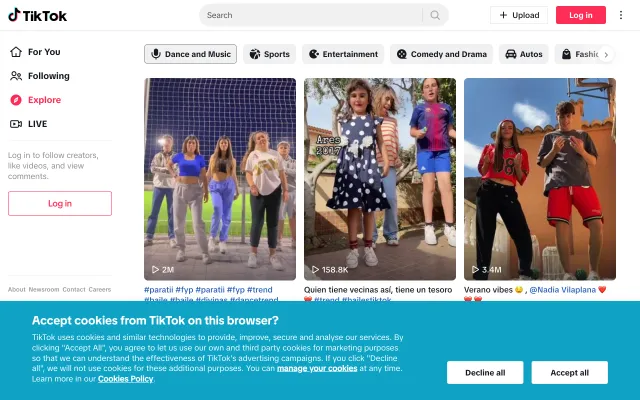 TikTok
Search
+ Upload
Log in
For You
Following
Explore
LIVE
Log in to follow creators,
like videos, and view
comments.
Log in
About Newsroom Contact Careers
Dance and Music
Sports
Entertainment
Comedy and Drama
Autos
Fashio
Ares
2017
2M
158.8K
3.4M
#paratii #fyp #paratii #fyp #trend
#baile #baile #divinas #dancetrend
Quien tiene vecinas así, tiene un tesoro
#trend #bailestiktok
Verano vibes 😏 , @Nadia Vilaplana ❤️
Accept cookies from TikTok on this browser?
TikTok uses cookies and similar technologies to provide, improve, secure and analyse our services. By
clicking "Accept All", you agree to let us use our own and third party cookies for marketing purposes
so that we can understand the effectiveness of TikTok's advertising campaigns. If you click "Decline
all", we will not use cookies for these additional purposes. You can manage your cookies at any time.
Learn more in our Cookies Policy.
Decline all
Accept all